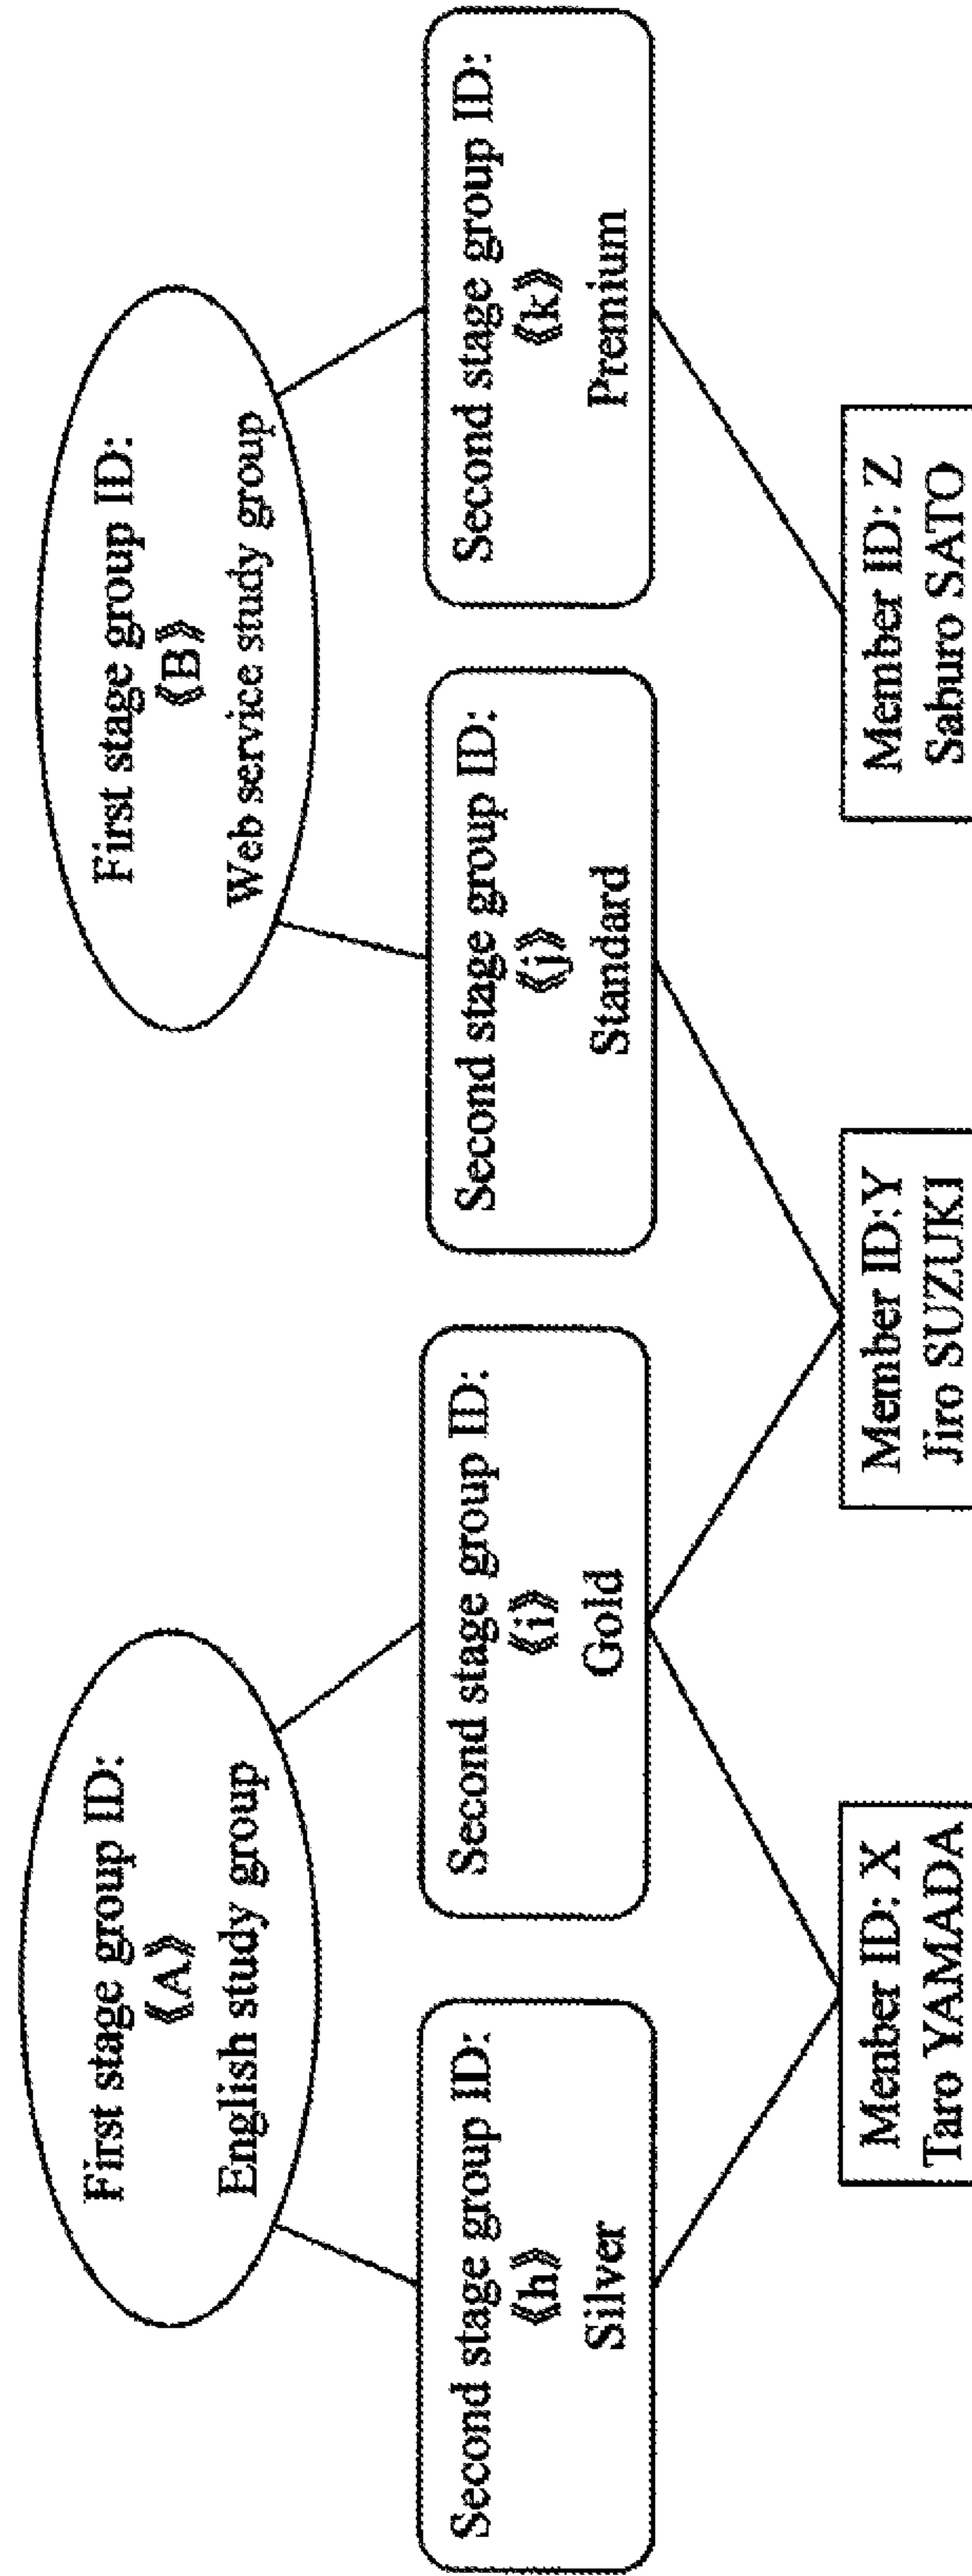 First stage group ID:
《A》
English study group
First stage group ID:
《B》
Web service study group
Second stage group ID:
《h》
Silver
Second stage group ID:
《i》
Gold
Second stage group ID:
《j》
Standard
Second stage group ID:
《k》
Premium
Member ID: X
Taro YAMADA
Member ID:Y
Jiro SUZUKI
Member ID: Z
Saburo SATO